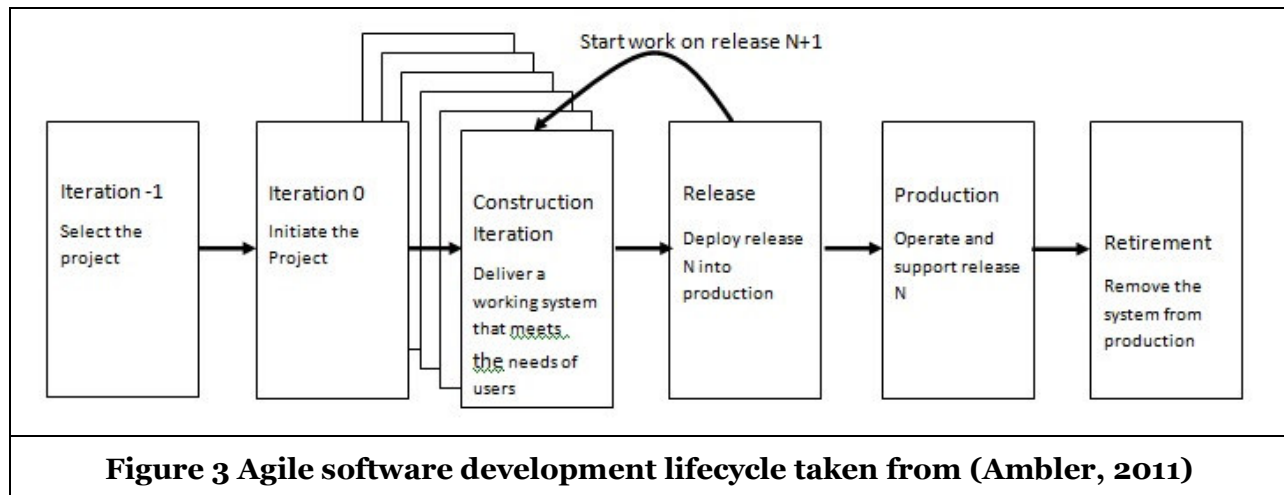 Start work on release N+1
Iteration -1
Select the
project
Iteration 0
Initiate the
Project
Construction
Iteration
Deliver a
working system
that meets
the needs of
users
Release
Deploy release
N into
production
Production
Operate and
support release
N
Retirement
Remove the
system from
production
Figure 3 Agile software development lifecycle taken from (Ambler, 2011)